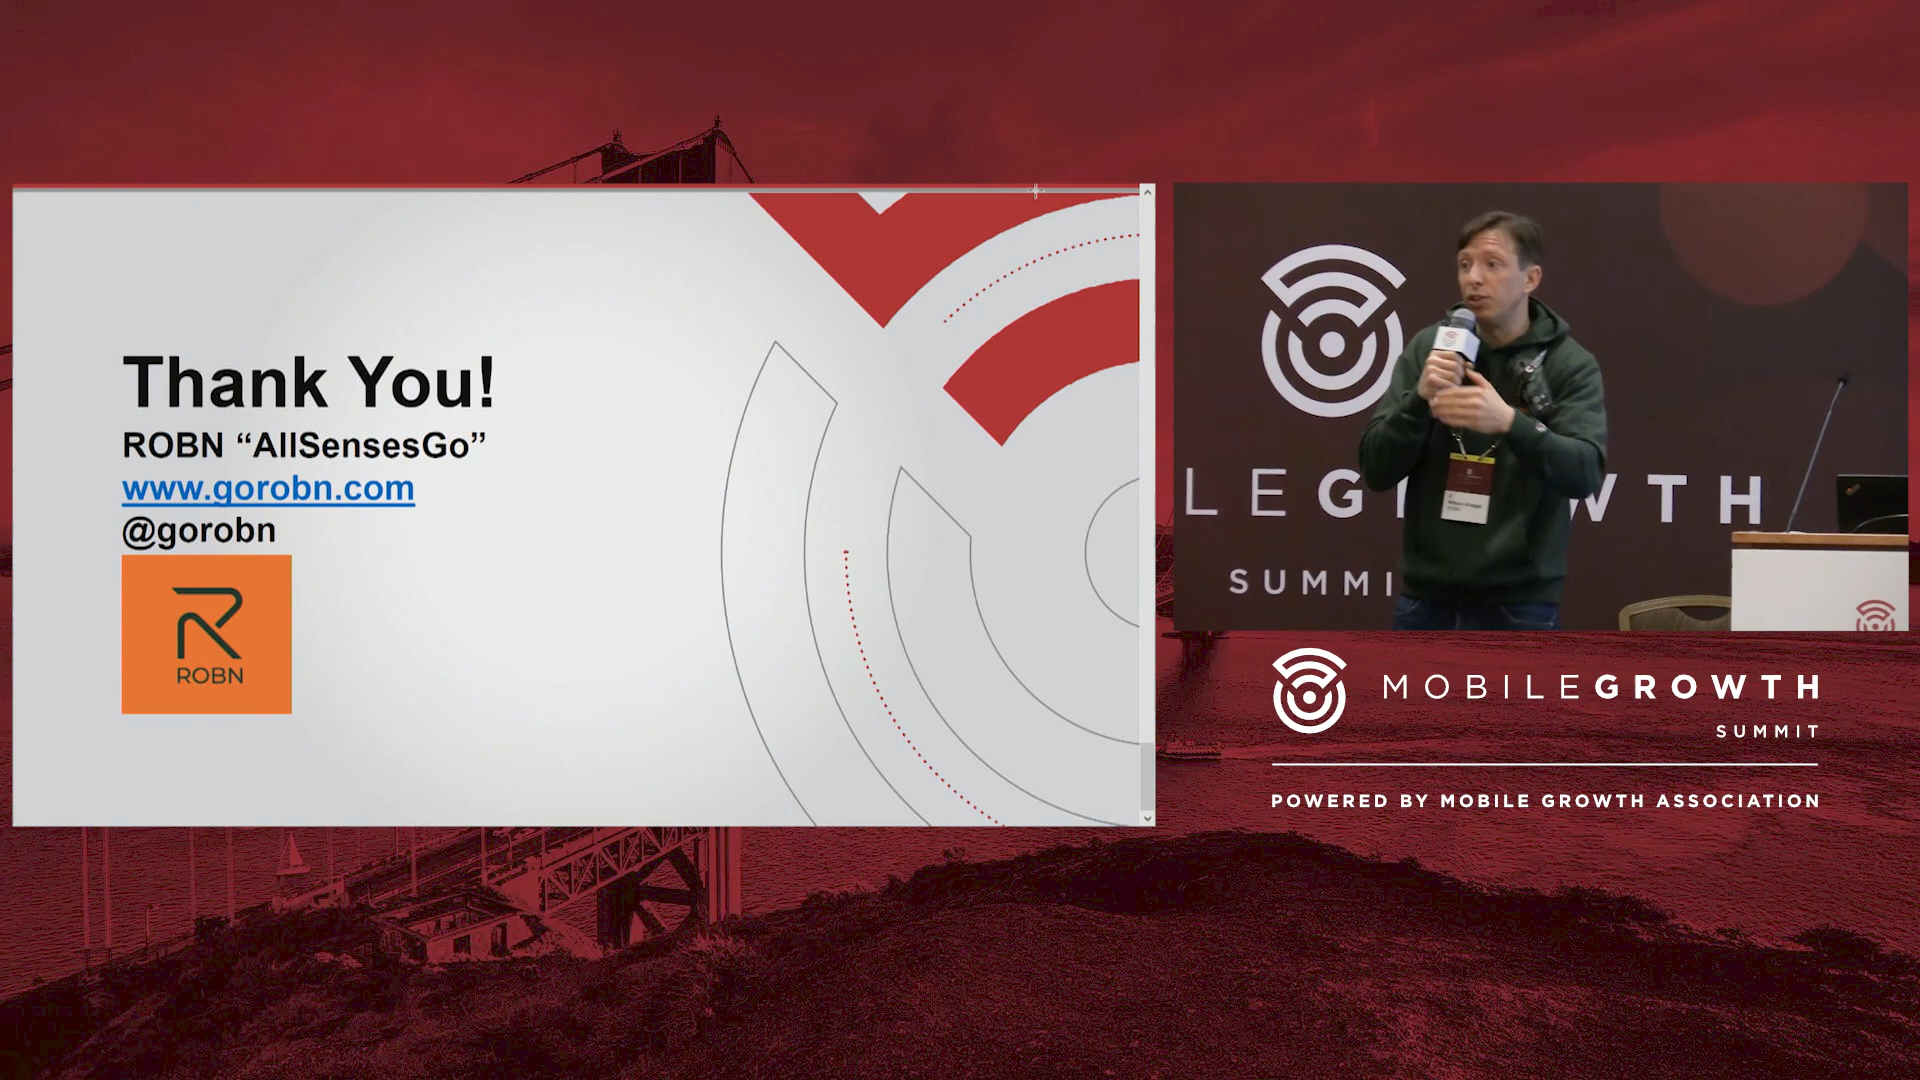 Thank You!
ROBN “AllSensesGo”
www.gorobn.com
@gorobn
ROBN
LEG WTH
SUMMI
MOBILEGROWTH
SUMMIT
POWERED BY MOBILE GROWTH ASSOCIATION